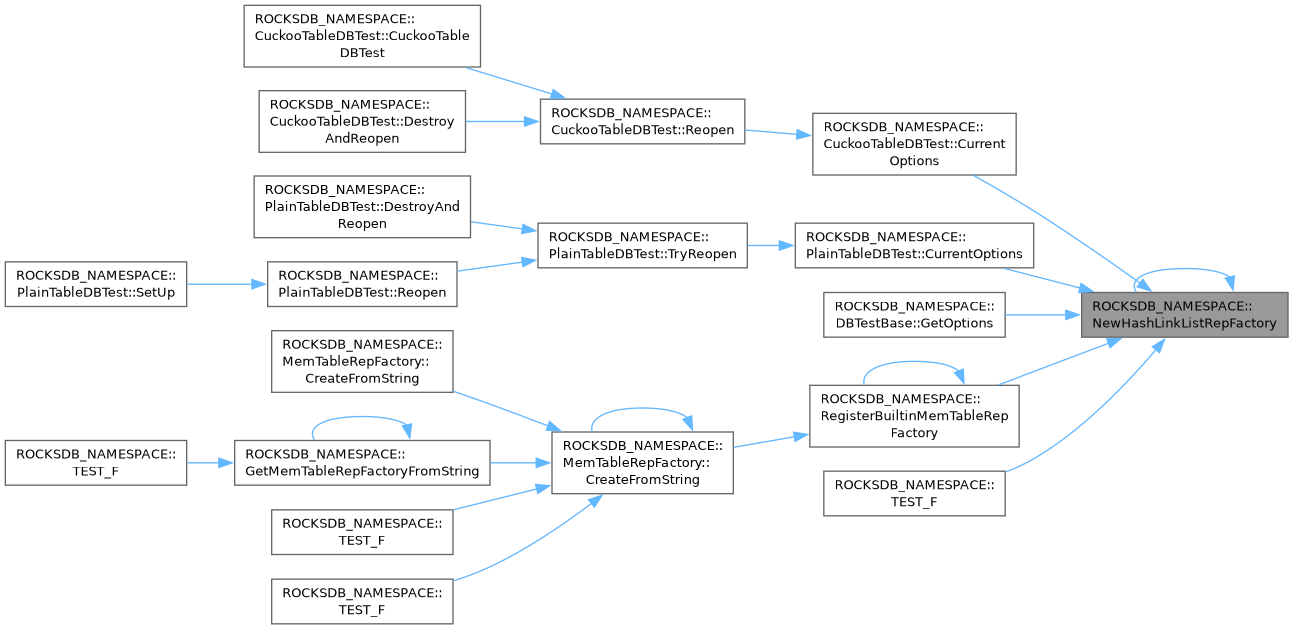 ROCKSDB_NAMESPACE::
CuckooTableDBTest::CuckooTable
DBTest
ROCKSDB_NAMESPACE::
CuckooTableDBTest::Destroy
AndReopen
ROCKSDB_NAMESPACE::
CuckooTableDBTest::Reopen
ROCKSDB_NAMESPACE::
CuckooTableDBTest::Current
Options
ROCKSDB_NAMESPACE::
PlainTableDBTest::DestroyAnd
Reopen
ROCKSDB_NAMESPACE::
PlainTableDBTest::SetUp
ROCKSDB_NAMESPACE::
PlainTableDBTest::Reopen
ROCKSDB_NAMESPACE::
PlainTableDBTest::TryReopen
ROCKSDB_NAMESPACE::
PlainTableDBTest::CurrentOptions
ROCKSDB_NAMESPACE::
DBTestBase::GetOptions
ROCKSDB_NAMESPACE::
NewHashLinkListRepFactory
ROCKSDB_NAMESPACE::
MemTableRepFactory::
CreateFromString
ROCKSDB_NAMESPACE::
TEST_F
ROCKSDB_NAMESPACE::
GetMemTableRepFactoryFromString
ROCKSDB_NAMESPACE::
MemTableRepFactory::
CreateFromString
ROCKSDB_NAMESPACE::
RegisterBuiltinMemTableRep
Factory
ROCKSDB_NAMESPACE::
TEST_F
ROCKSDB_NAMESPACE::
TEST_F
ROCKSDB_NAMESPACE::
TEST_F